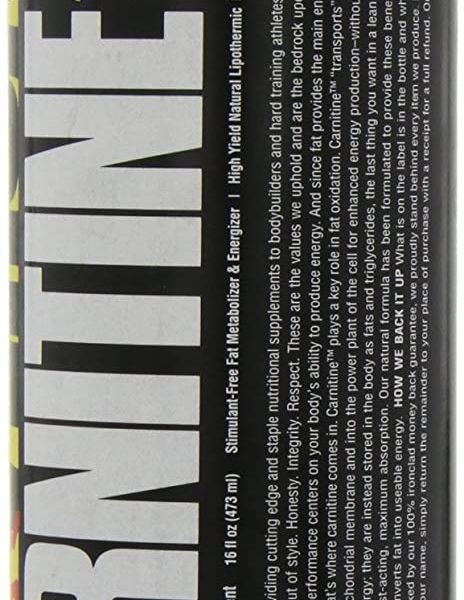 RNITINE
ent 16 fl oz (473 ml) Stimulant-Free Fat Metabolizer & Energizer | High Yield Natural Lipothermic
viding cutting edge and staple nutritional supplements to bodybuilders and hard training athletes
ut of style. Honesty. Integrity. Respect. These are the values we uphold and are the bedrock upo
erformance centers on your body's ability to produce energy. And since fat provides the main en
at's where carnitine comes in. Carnitine™ plays a key role in fat oxidation. Carnitine™ "transports"
chondrial membrane and into the power plant of the cell for enhanced energy production–withou
rgy; they are instead stored in the body as fats and triglycerides, the last thing you want in a lean
st-acting, maximum absorption. Our natural formula has been formulated to provide these bene
nverts fat into useable energy. HOW WE BACK IT UP What is on the label is in the bottle and wh
ked by our 100% ironclad money back guarantee, we proudly stand behind every item we produce
our name, simply return the remainder to your place of purchase with a receipt for a full refund. O